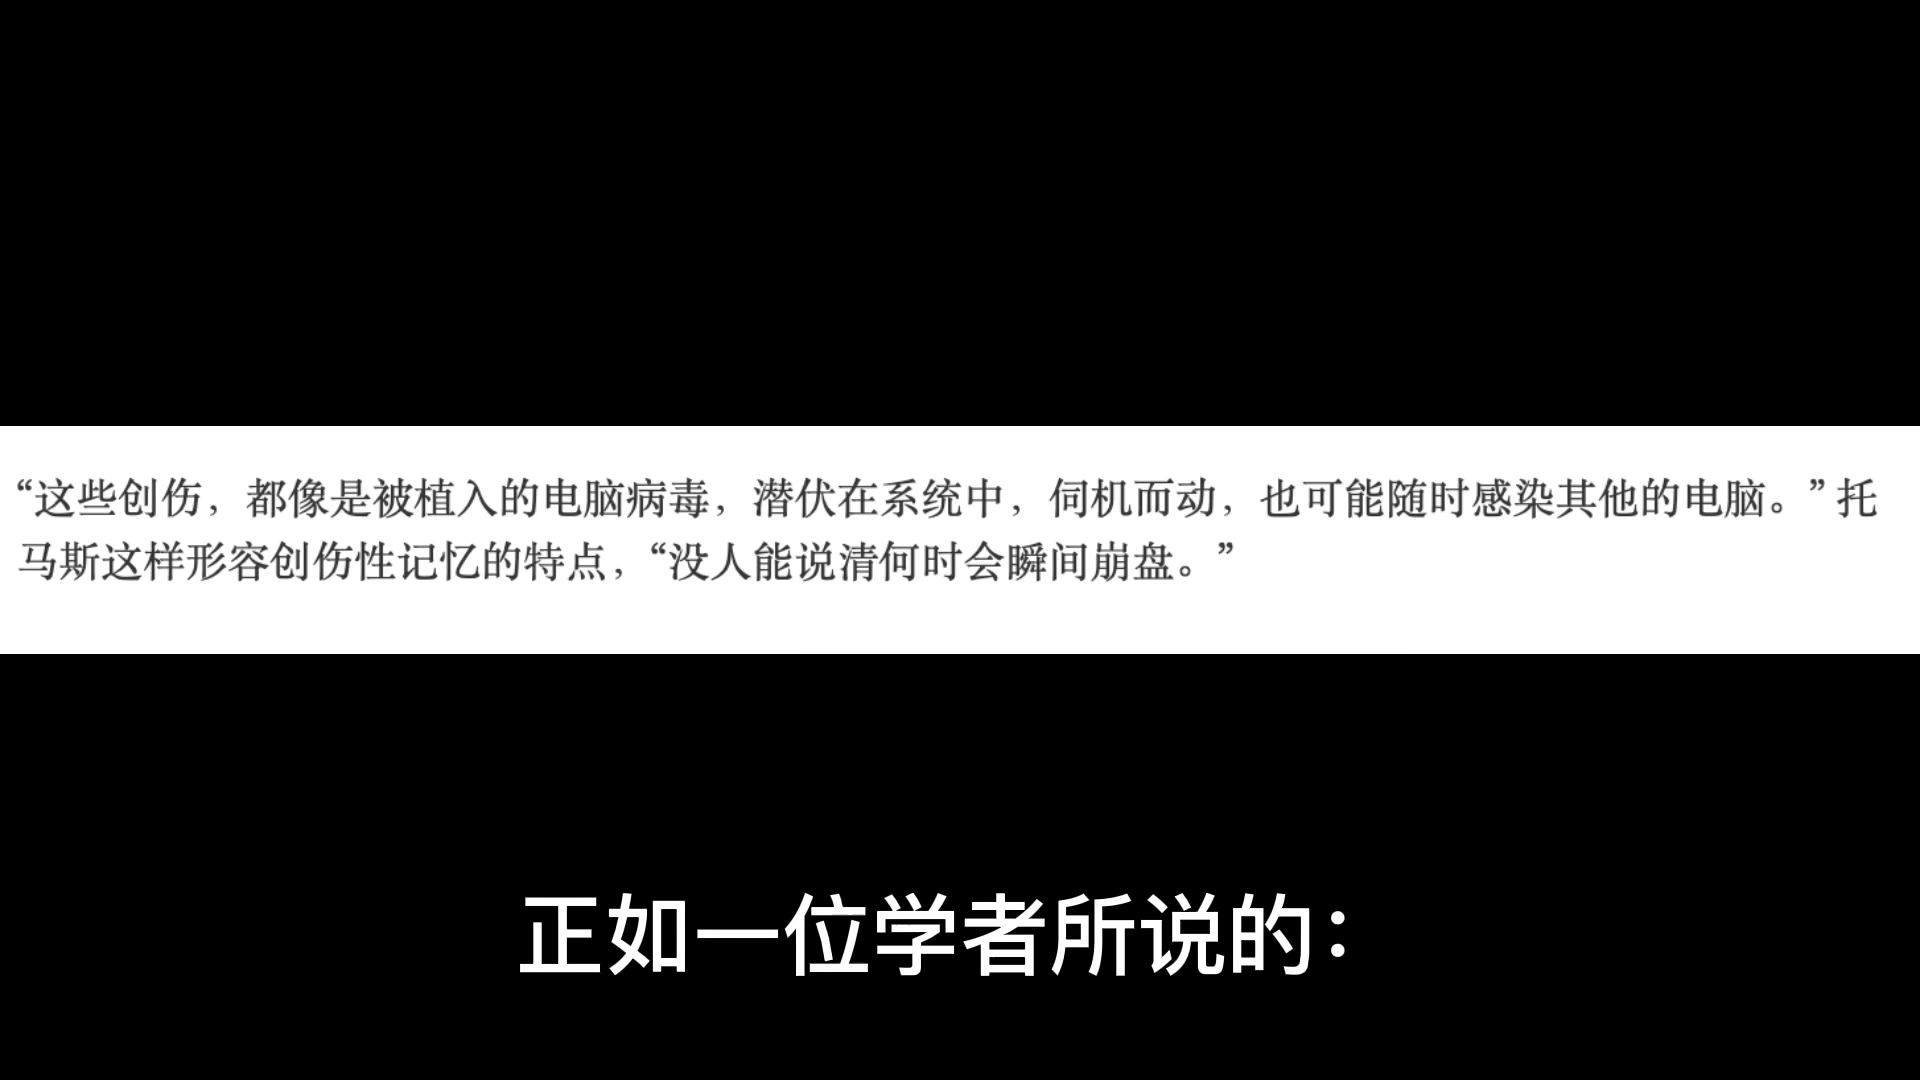 “这些创伤，都像是被植入的电脑病毒，潜伏在系统中，伺机而动，也可能随时感染其他的电脑。”托
马斯这样形容创伤性记忆的特点，“没人能说清何时会瞬间崩盘。”
正如一位学者所说的：